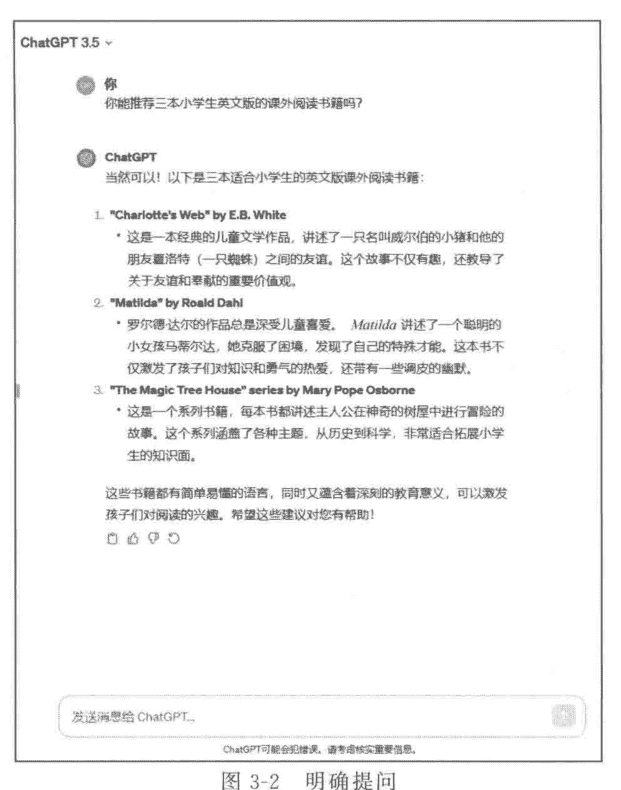 ChatGPT 3.5
你
你能推荐三本小学生英文版的课外阅读书籍吗?
ChatGPT
当然可以！以下是三本适合小学生的英文版课外阅读书籍：
1. "Charlotte's Web" by E.B. White
• 这是一本经典的儿童文学作品，讲述了一只名叫威尔伯的小猪和他的
朋友夏洛特（一只蜘蛛）之间的友谊。这个故事不仅有趣，还教导了
关于友谊和奉献的重要价值观。
2. "Matilda" by Roald Dahl
• 罗尔德·达尔的作品总是深受儿童喜爱。 Matilda 讲述了一个聪明的
小女孩马蒂尔达，她克服了困境，发现了自己的特殊才能。这本书不
仅激发了孩子们对知识和勇气的热爱，还带有一些调皮的幽默。
3. "The Magic Tree House" series by Mary Pope Osborne
• 这是一个系列书籍，每本书都讲述主人公在神奇的树屋中进行冒险的
故事。这个系列涵盖了各种主题，从历史到科学，非常适合拓展小学
生的知识面。
这些书籍都有简单易懂的语言，同时又蕴含着深刻的教育意义，可以激发
孩子们对阅读的兴趣。希望这些建议对您有帮助！
发送消息给 ChatGPT...
ChatGPT可能会犯错误。请考虑核实重要信息。
图 3-2 明确提问